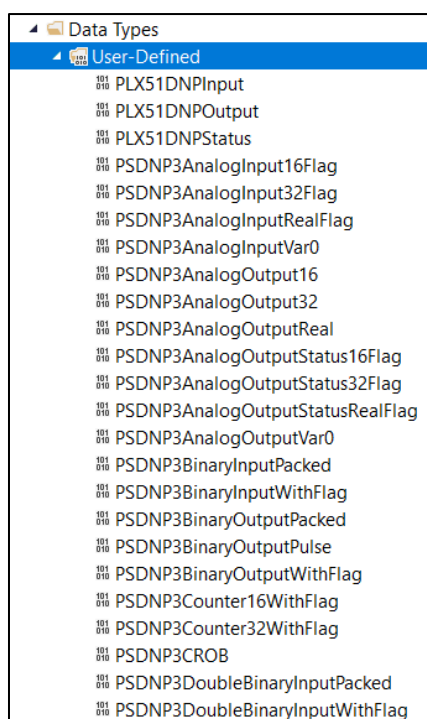 Data Types
User-Defined
PLX51DNPInput
PLX51DNPOutput
PLX51DNPStatus
PSDNP3AnalogInput16Flag
PSDNP3AnalogInput32Flag
PSDNP3AnalogInputRealFlag
PSDNP3AnalogInputVar0
PSDNP3AnalogOutput16
PSDNP3AnalogOutput32
PSDNP3AnalogOutputReal
PSDNP3AnalogOutputStatus16Flag
PSDNP3AnalogOutputStatus32Flag
PSDNP3AnalogOutputStatusRealFlag
PSDNP3AnalogOutputVar0
PSDNP3BinaryInputPacked
PSDNP3BinaryInputWithFlag
PSDNP3BinaryOutputPacked
PSDNP3BinaryOutputPulse
PSDNP3BinaryOutputWithFlag
PSDNP3Counter16WithFlag
PSDNP3Counter32WithFlag
PSDNP3CROB
PSDNP3DoubleBinaryInputPacked
PSDNP3DoubleBinaryInputWithFlag